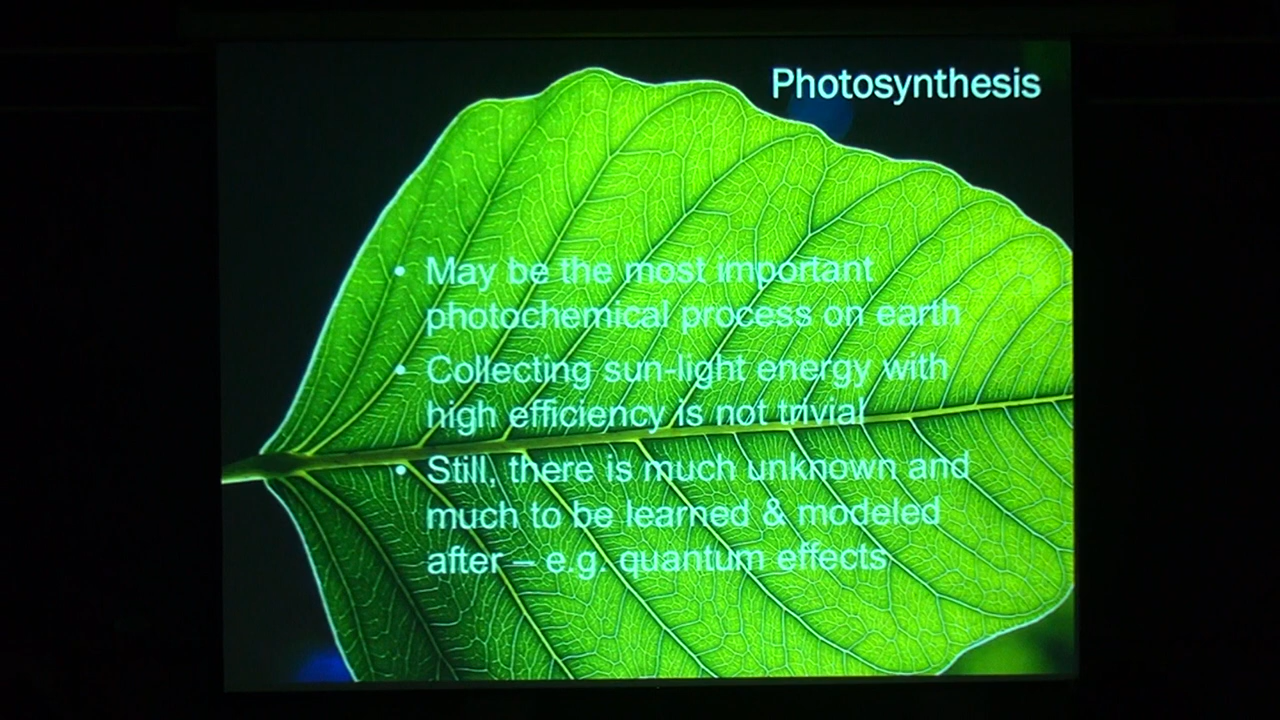 Photosynthesis
• May be the most important
photochemical process on earth
• Collecting sun-light energy with
high efficiency is not trivial
• Still, there is much unknown and
much to be learned & modeled
after – e.g. quantum effects